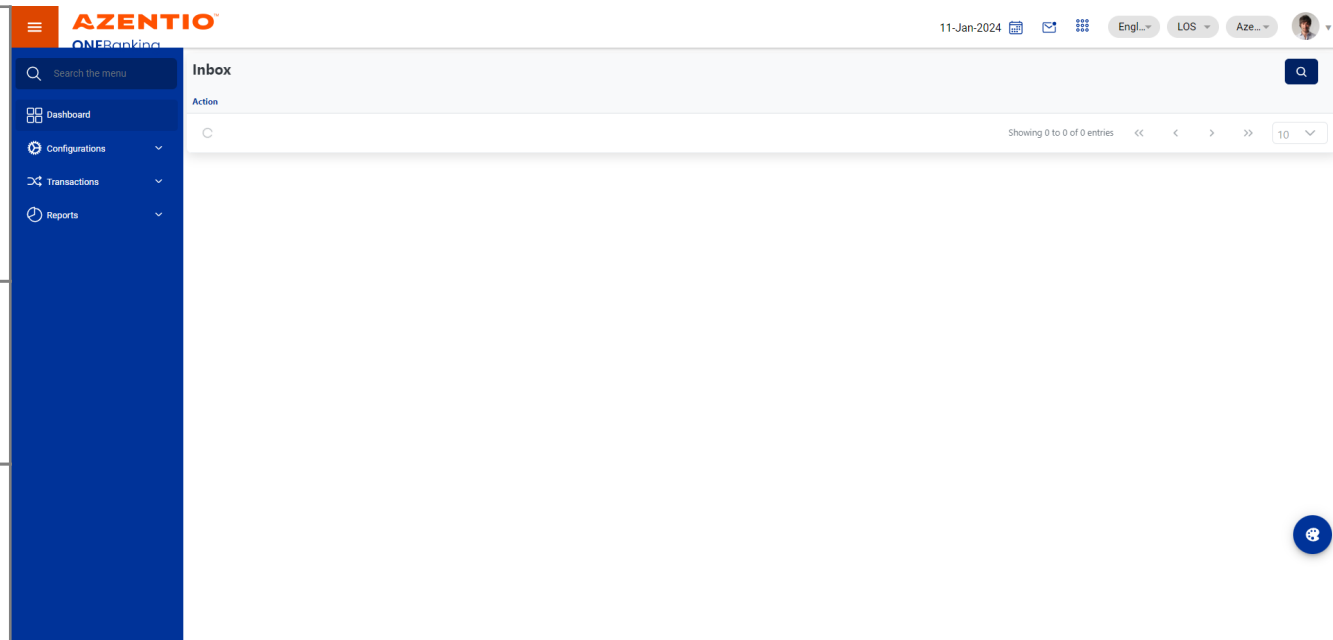 AZENTIO™
ONEBanking
11-Jan-2024
Engl...
LOS
Aze...
Search the menu
Dashboard
Configurations
Transactions
Reports
Inbox
Action
Showing 0 to 0 of 0 entries
10